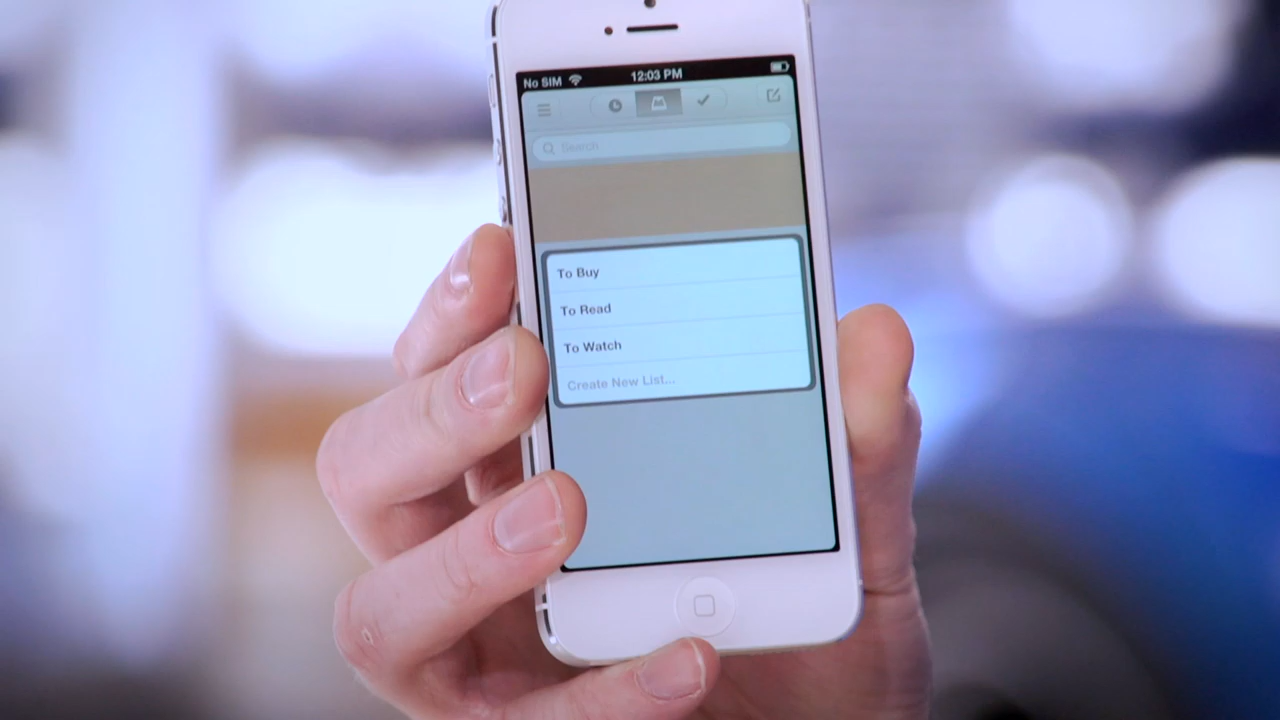 No SIM 12:03 PM
Search
To Buy
To Read
To Watch
Create New List...